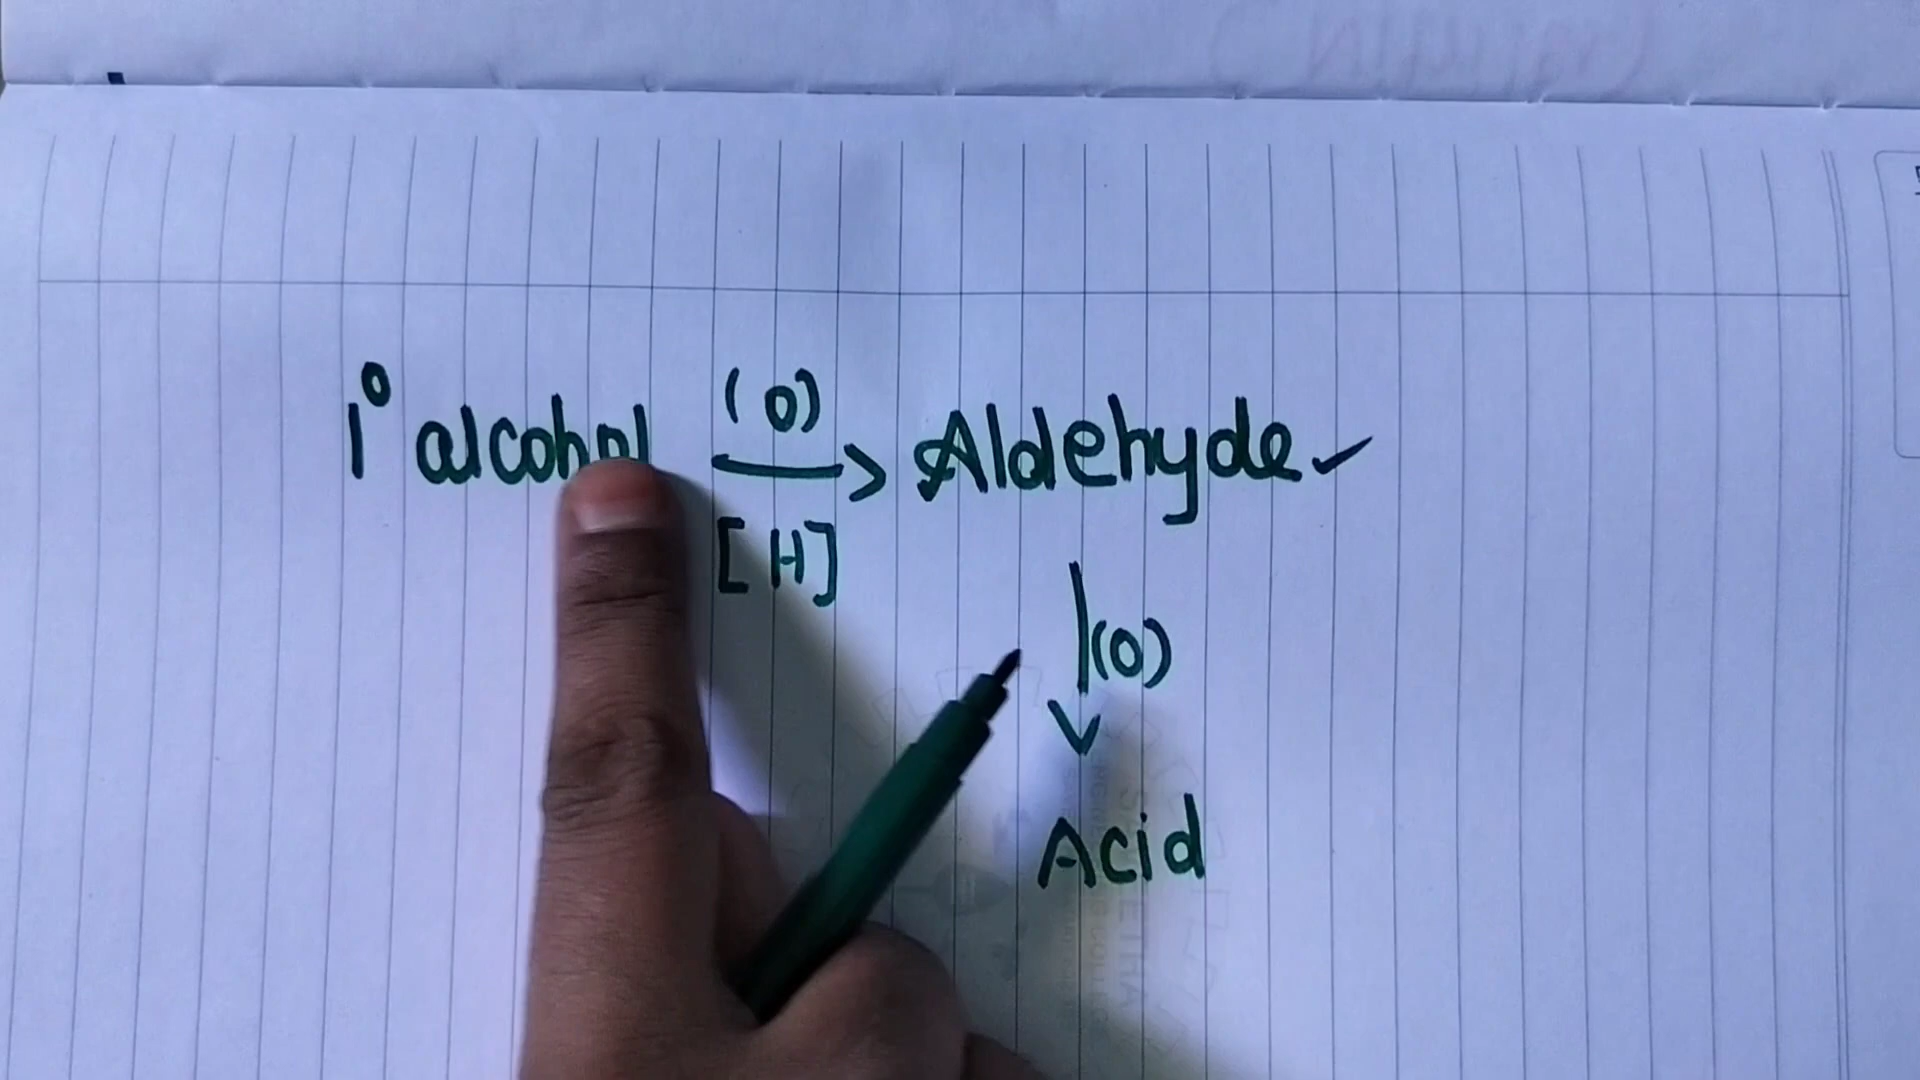 1° alcohol (O) → Aldehyde ✓
[H]
(O)
Acid